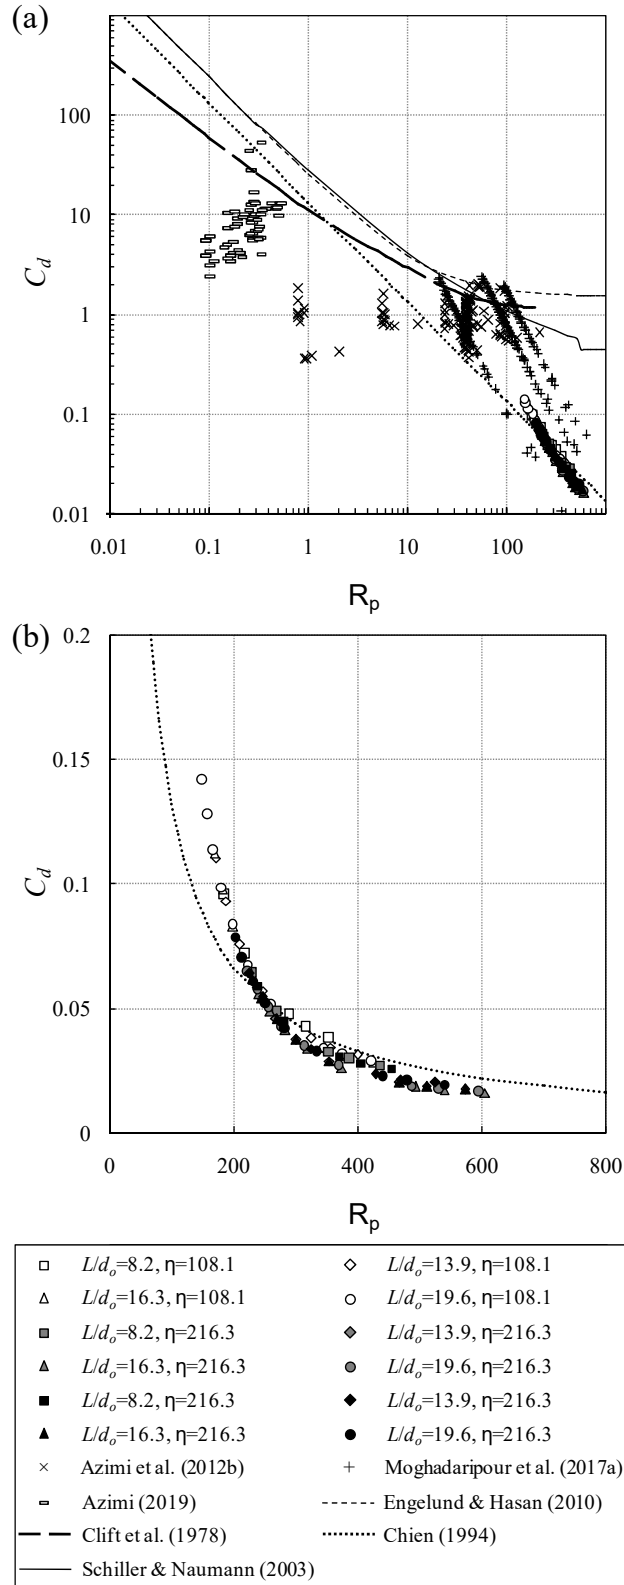 (a)
100
10
1
0.1
0.01
C_d
0.01 0.1 1 10 100
R_p
(b)
0.2
0.15
0.1
0.05
0
C_d
0 200 400 600 800
R_p
L/d_o=8.2, η=108.1 L/d_o=13.9, η=108.1
L/d_o=16.3, η=108.1 L/d_o=19.6, η=108.1
L/d_o=8.2, η=216.3 L/d_o=13.9, η=216.3
L/d_o=16.3, η=216.3 L/d_o=19.6, η=216.3
L/d_o=8.2, η=216.3 L/d_o=13.9, η=216.3
L/d_o=16.3, η=216.3 L/d_o=19.6, η=216.3
Azimi et al. (2012b) Moghadaripour et al. (2017a)
Azimi (2019) Engelund & Hasan (2010)
Clift et al. (1978) Chien (1994)
Schiller & Naumann (2003)